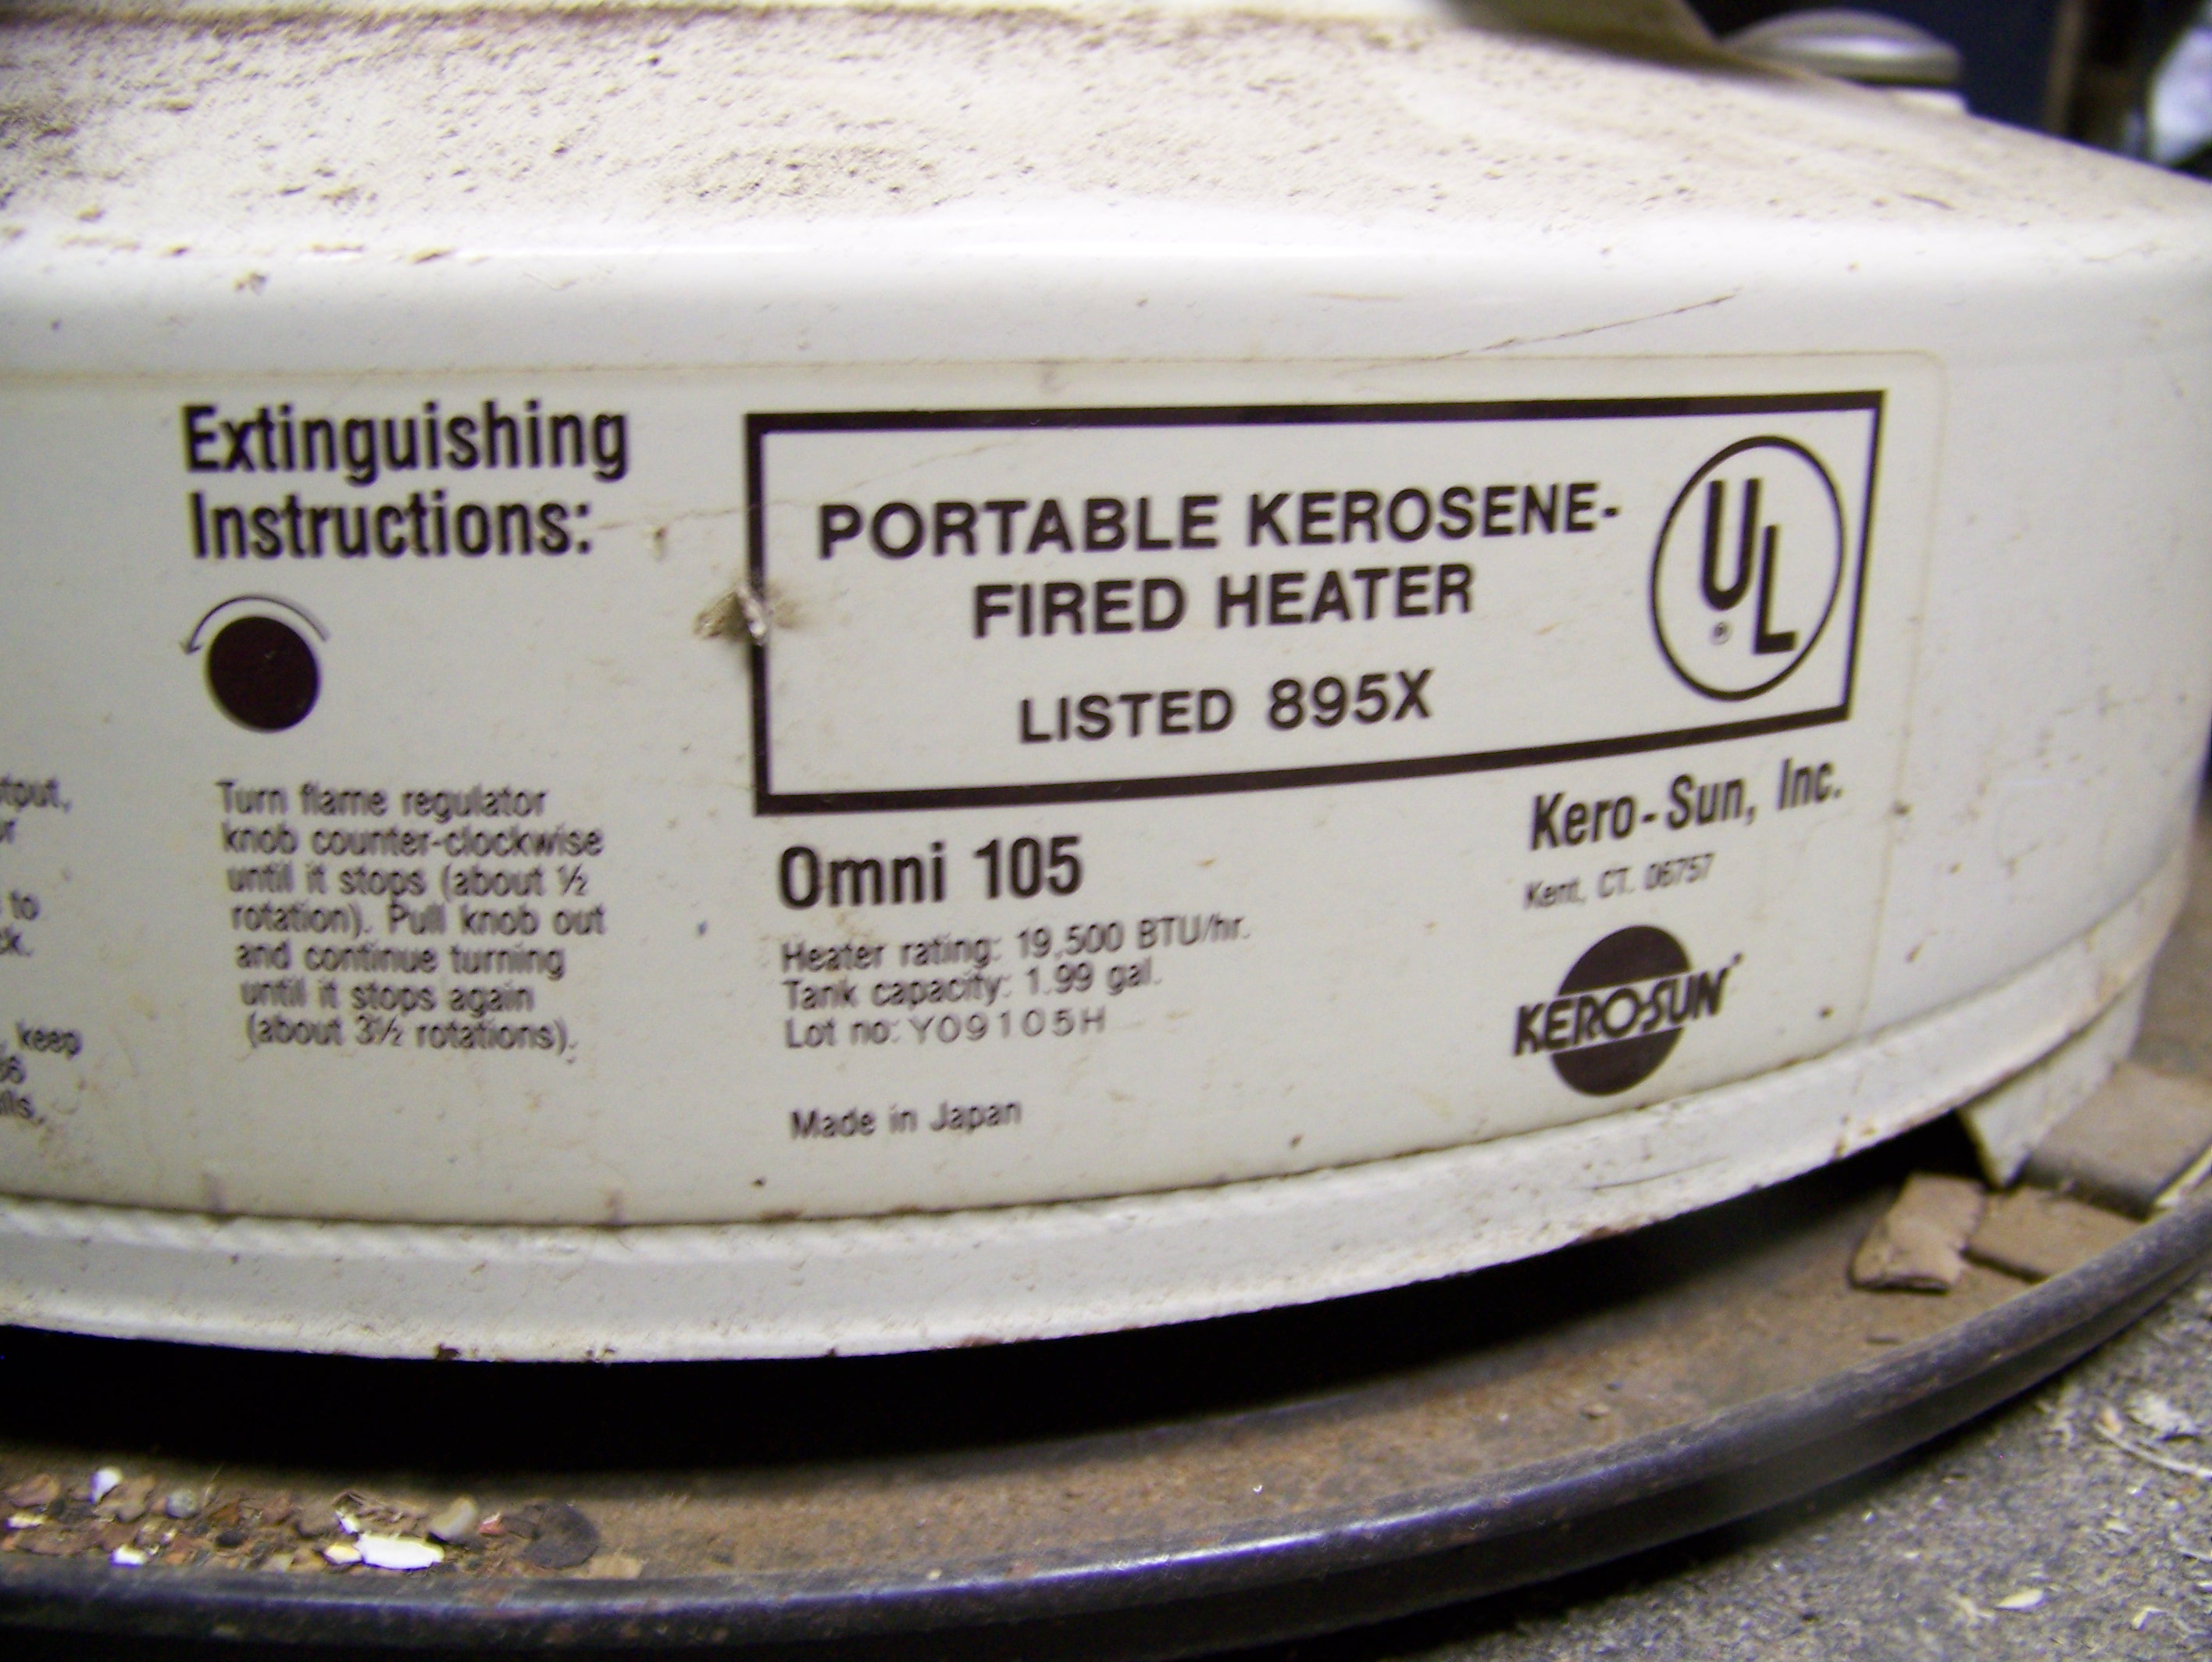 Extinguishing
Instructions:
Turn flame regulator
knob counter-clockwise
until it stops (about ½
rotation). Pull knob out
and continue turning
until it stops again
(about 3½ rotations).
PORTABLE KEROSENE-
FIRED HEATER
LISTED 895X
UL
®
Omni 105
Heater rating: 19,500 BTU/hr.
Tank capacity: 1.99 gal.
Lot no: Y09105H
Made in Japan
Kero-Sun, Inc.
Kent, CT. 06757
KERO-SUN
to
keep